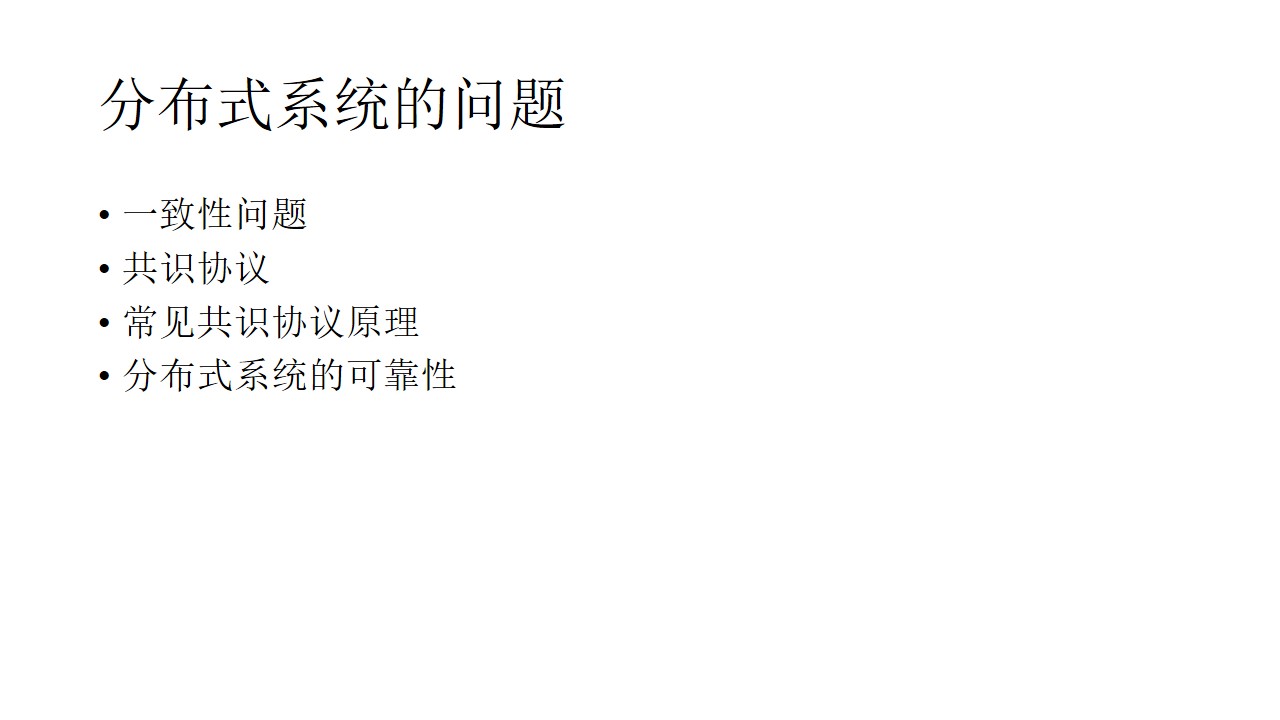 分布式系统的问题
• 一致性问题
• 共识协议
• 常见共识协议原理
• 分布式系统的可靠性